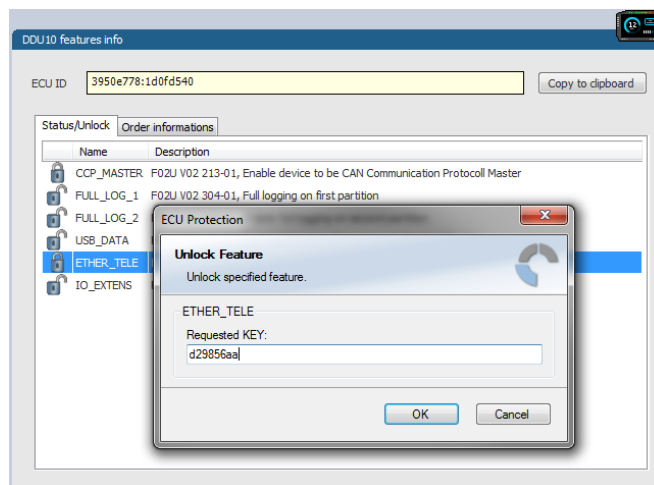 DDU10 features info
12
ECU ID 3950e778:1d0fd540 Copy to clipboard
Status/Unlock Order informations
Name Description
CCP_MASTER F02U V02 213-01, Enable device to be CAN Communication Protocoll Master
FULL_LOG_1 F02U V02 304-01, Full logging on first partition
FULL_LOG_2
USB_DATA
ETHER_TELE
IO_EXTENS
ECU Protection
Unlock Feature
Unlock specified feature.
ETHER_TELE
Requested KEY:
d29856aa
OK Cancel